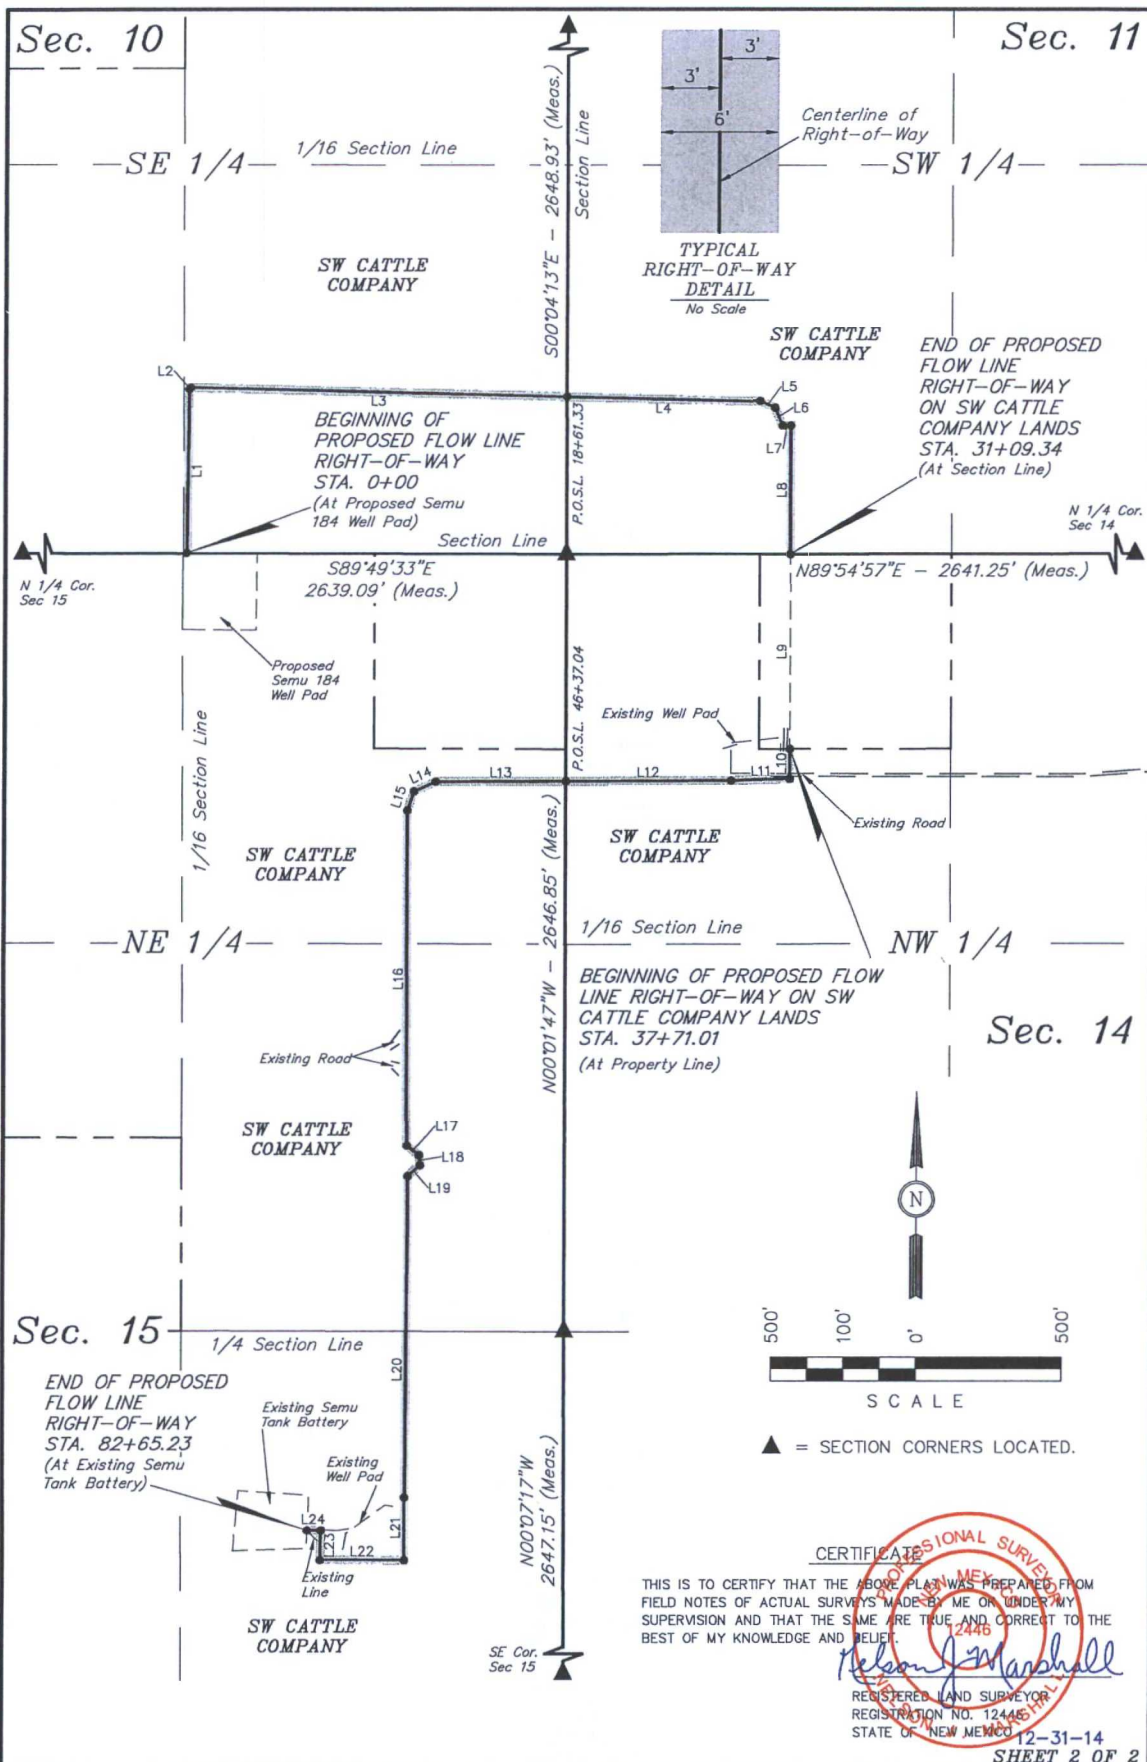 Sec. 10
Sec. 11
S00°04'13"E - 2648.93' (Meas.)
Section Line
3'
3'
6'
Centerline of
Right-of-Way
SE 1/4
1/16 Section Line
SW 1/4
TYPICAL
RIGHT-OF-WAY
DETAIL
No Scale
SW CATTLE
COMPANY
SW CATTLE
COMPANY
END OF PROPOSED
FLOW LINE
RIGHT-OF-WAY
ON SW CATTLE
COMPANY LANDS
STA. 31+09.34
(At Section Line)
L2
L3
L4
L5
L6
L7
L1
L8
BEGINNING OF
PROPOSED FLOW LINE
RIGHT-OF-WAY
STA. 0+00
(At Proposed Semu
184 Well Pad)
P.O.S.L. 18+61.33
N 1/4 Cor.
Sec 14
Section Line
N 1/4 Cor.
Sec 15
S89°49'33"E
2639.09' (Meas.)
N89°54'57"E - 2641.25' (Meas.)
Proposed
Semu 184
Well Pad
P.O.S.L. 46+37.04
L9
Existing Well Pad
L10
L11
L12
L13
L14
L15
1/16 Section Line
Existing Road
SW CATTLE
COMPANY
SW CATTLE
COMPANY
N00°01'47"W - 2646.85' (Meas.)
NE 1/4
1/16 Section Line
NW 1/4
L16
BEGINNING OF PROPOSED FLOW
LINE RIGHT-OF-WAY ON SW
CATTLE COMPANY LANDS
STA. 37+71.01
(At Property Line)
Sec. 14
Existing Road
SW CATTLE
COMPANY
L17
L18
L19
N
Sec. 15
1/4 Section Line
L20
500'
100'
0'
500'
SCALE
▲ = SECTION CORNERS LOCATED.
END OF PROPOSED
FLOW LINE
RIGHT-OF-WAY
STA. 82+65.23
(At Existing Semu
Tank Battery)
Existing Semu
Tank Battery
Existing
Well Pad
L24
L23
L22
L21
Existing
Line
N00°07'17"W
2647.15' (Meas.)
SW CATTLE
COMPANY
SE Cor.
Sec 15
CERTIFICATE
THIS IS TO CERTIFY THAT THE ABOVE PLAT WAS PREPARED FROM
FIELD NOTES OF ACTUAL SURVEYS MADE BY ME OR UNDER MY
SUPERVISION AND THAT THE SAME ARE TRUE AND CORRECT TO THE
BEST OF MY KNOWLEDGE AND BELIEF.
PROFESSIONAL SURVEYOR
NEW MEXICO
12446
NELSON J. MARSHALL
Nelson J. Marshall
REGISTERED LAND SURVEYOR
REGISTRATION NO. 12446
STATE OF NEW MEXICO
12-31-14
SHEET 2 OF 2